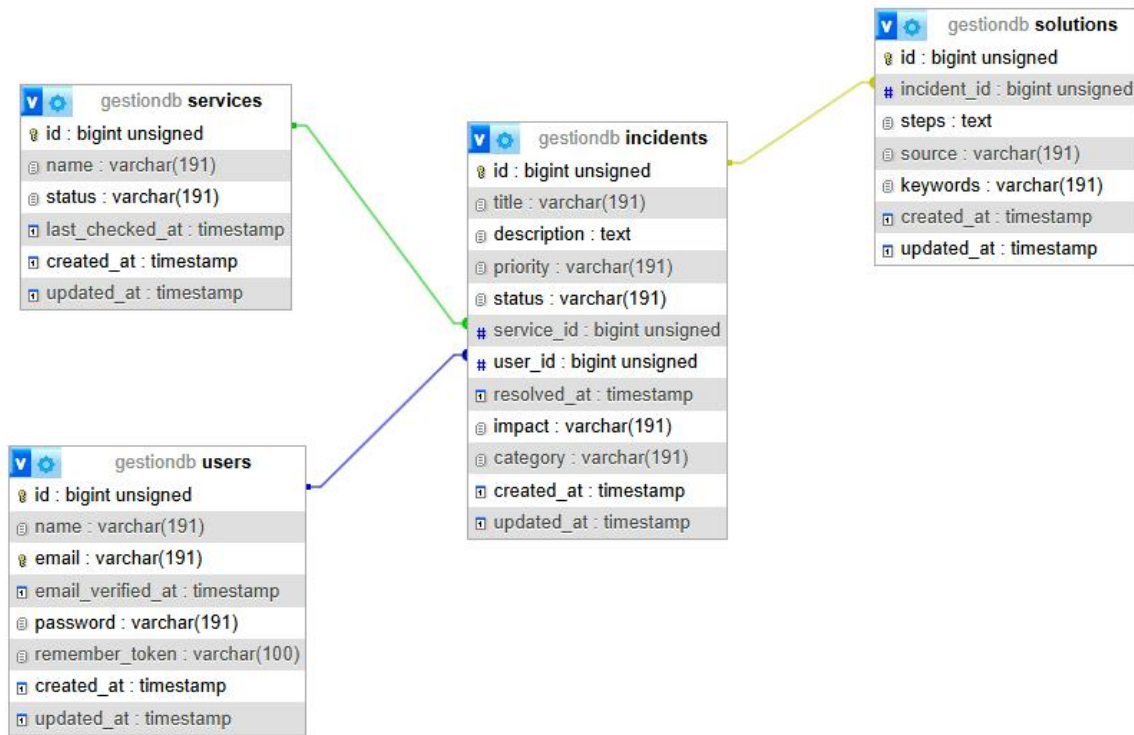 gestiondb services
id : bigint unsigned
name : varchar(191)
status : varchar(191)
last_checked_at : timestamp
created_at : timestamp
updated_at : timestamp
gestiondb users
id : bigint unsigned
name : varchar(191)
email : varchar(191)
email_verified_at : timestamp
password : varchar(191)
remember_token : varchar(100)
created_at : timestamp
updated_at : timestamp
gestiondb incidents
id : bigint unsigned
title : varchar(191)
description : text
priority : varchar(191)
status : varchar(191)
# service_id : bigint unsigned
# user_id : bigint unsigned
resolved_at : timestamp
impact : varchar(191)
category : varchar(191)
created_at : timestamp
updated_at : timestamp
gestiondb solutions
id : bigint unsigned
# incident_id : bigint unsigned
steps : text
source : varchar(191)
keywords : varchar(191)
created_at : timestamp
updated_at : timestamp